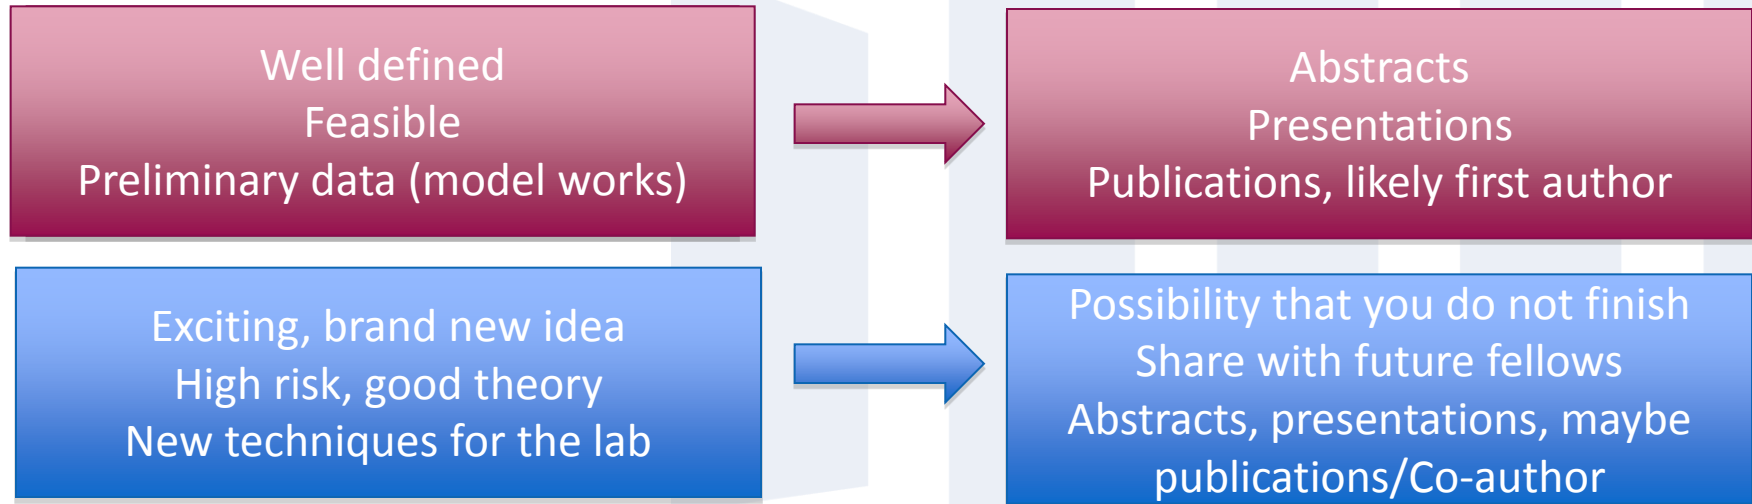 Well defined
Feasible
Preliminary data (model works)
Abstracts
Presentations
Publications, likely first author
Exciting, brand new idea
High risk, good theory
New techniques for the lab
Possibility that you do not finish
Share with future fellows
Abstracts, presentations, maybe
publications/Co-author